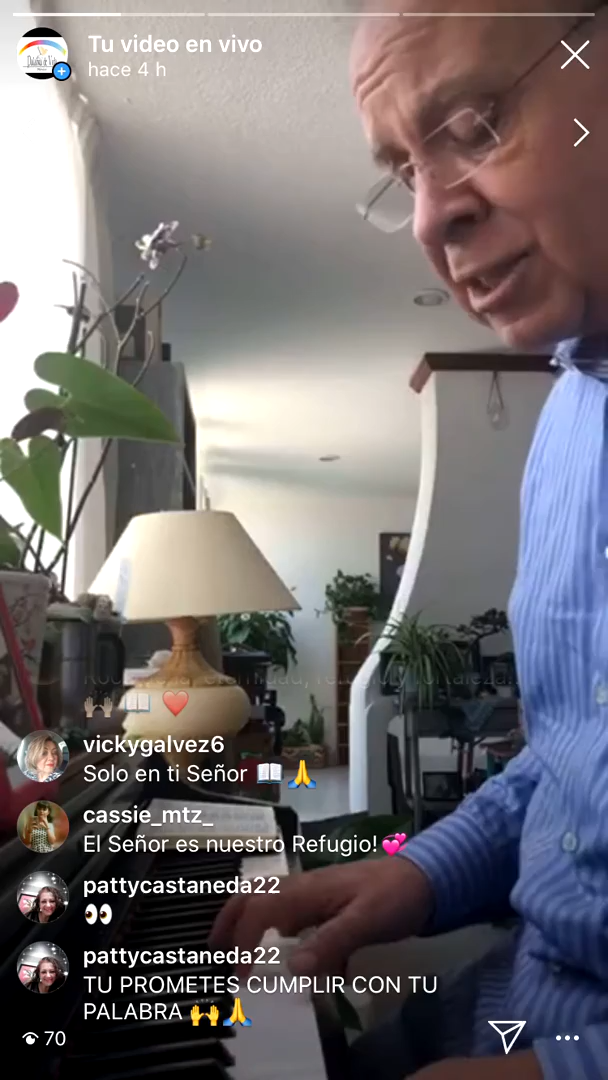 Tu video en vivo
hace 4 h
vickygalvez6
Solo en ti Señor 📖🙏
cassie_mtz_
El Señor es nuestro Refugio!💞
pattycastaneda22
👀
pattycastaneda22
TU PROMETES CUMPLIR CON TU
PALABRA 🙌🙏
70